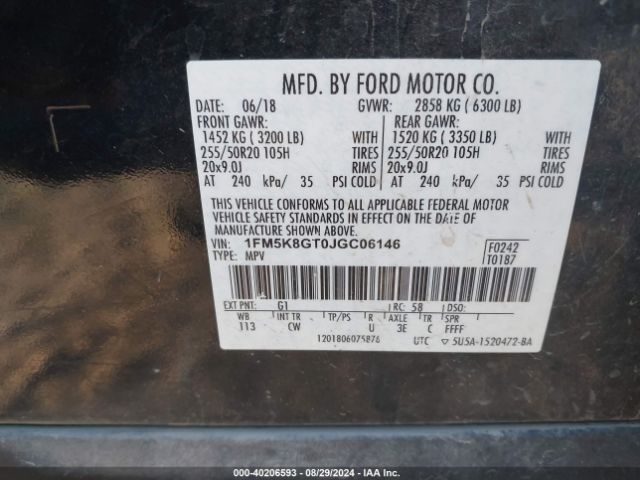 MFD. BY FORD MOTOR CO.
DATE: 06/18 GVWR: 2858 KG ( 6300 LB)
FRONT GAWR: REAR GAWR:
1452 KG ( 3200 LB) WITH 1520 KG ( 3350 LB) WITH
255/50R20 105H TIRES 255/50R20 105H TIRES
20x9.0J RIMS 20x9.0J RIMS
AT 240 kPa/ 35 PSI COLD AT 240 kPa/ 35 PSI COLD
THIS VEHICLE CONFORMS TO ALL APPLICABLE FEDERAL MOTOR
VEHICLE SAFETY STANDARDS IN EFFECT ON THE DATE OF
MANUFACTURE SHOWN ABOVE.
VIN: 1FM5K8GT0JGC06146 F0242
TYPE: MPV T0187
EXT PNT: G1 RC: 58 DSO:
WB INT TR TP/PS R AXLE TR SPR
113 CW U 3E C FFFF
1201806075876 UTC ▽ 5U5A-1520472-BA
000-40206593 - 08/29/2024 - IAA Inc.